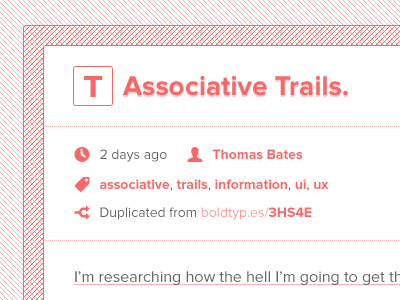 T Associative Trails.
2 days ago Thomas Bates
associative, trails, information, ui, ux
Duplicated from boldtyp.es/3HS4E
I'm researching how the hell I'm going to get